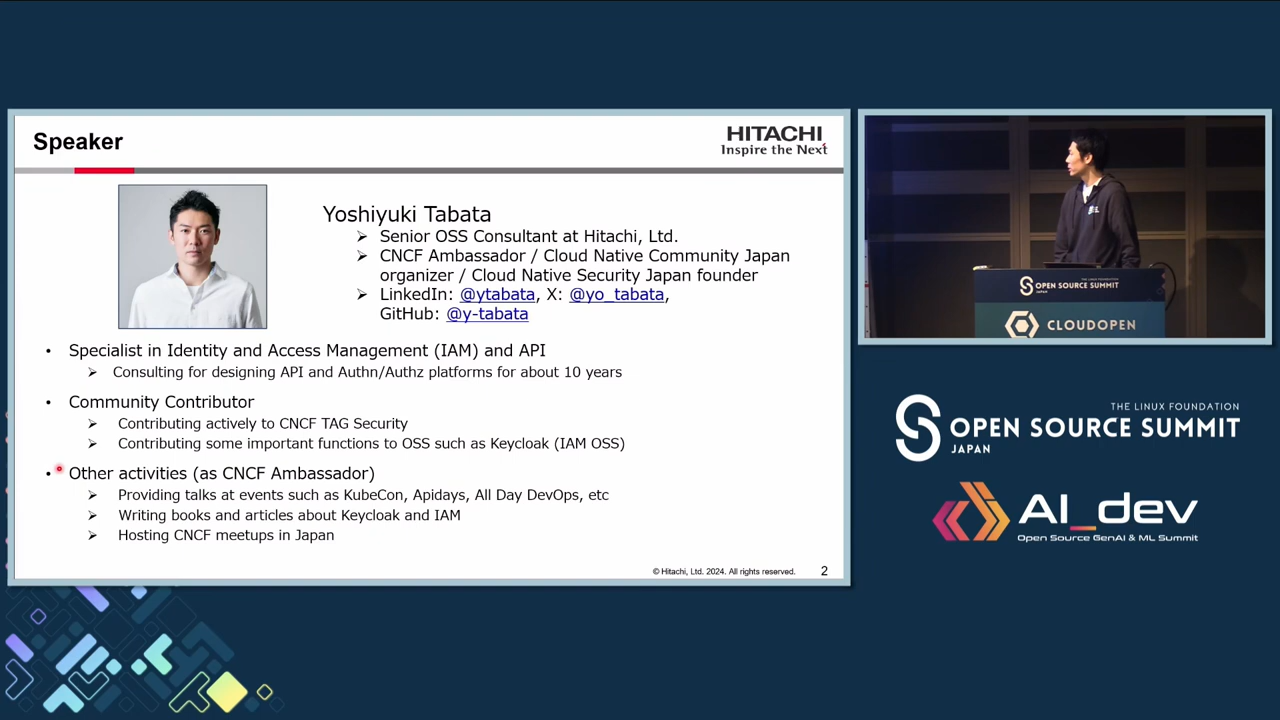 Speaker
HITACHI
Inspire the Next
Yoshiyuki Tabata
➢ Senior OSS Consultant at Hitachi, Ltd.
➢ CNCF Ambassador / Cloud Native Community Japan
organizer / Cloud Native Security Japan founder
➢ LinkedIn: @ytabata, X: @yo_tabata,
GitHub: @y-tabata
• Specialist in Identity and Access Management (IAM) and API
➢ Consulting for designing API and Authn/Authz platforms for about 10 years
• Community Contributor
➢ Contributing actively to CNCF TAG Security
➢ Contributing some important functions to OSS such as Keycloak (IAM OSS)
• Other activities (as CNCF Ambassador)
➢ Providing talks at events such as KubeCon, Apidays, All Day DevOps, etc
➢ Writing books and articles about Keycloak and IAM
➢ Hosting CNCF meetups in Japan
© Hitachi, Ltd. 2024. All rights reserved. 2
THE LINUX FOUNDATION
OPEN SOURCE SUMMIT
JAPAN
CLOUDOPEN
THE LINUX FOUNDATION
OPEN SOURCE SUMMIT
JAPAN
AI_dev
Open Source GenAI & ML Summit